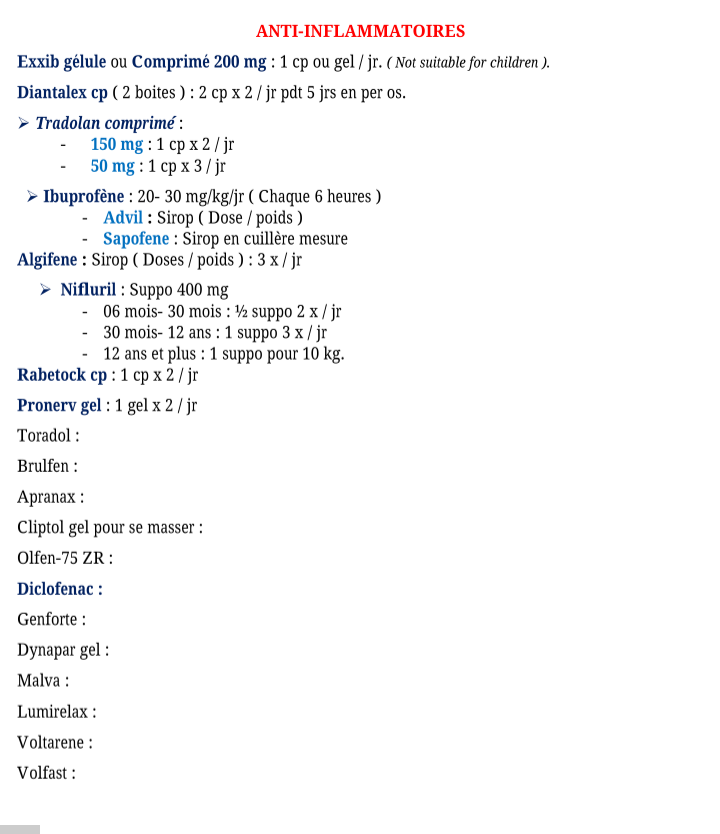 ANTI-INFLAMMATOIRES
Exxib gélule ou Comprimé 200 mg : 1 cp ou gel / jr. ( Not suitable for children ).
Diantalex cp ( 2 boites ) : 2 cp x 2 / jr pdt 5 jrs en per os.
➢ Tradolan comprimé :
- 150 mg : 1 cp x 2 / jr
- 50 mg : 1 cp x 3 / jr
➢ Ibuprofène : 20- 30 mg/kg/jr ( Chaque 6 heures )
- Advil : Sirop ( Dose / poids )
- Sapofene : Sirop en cuillère mesure
Algifene : Sirop ( Doses / poids ) : 3 x / jr
➢ Nifluril : Suppo 400 mg
- 06 mois- 30 mois : ½ suppo 2 x / jr
- 30 mois- 12 ans : 1 suppo 3 x / jr
- 12 ans et plus : 1 suppo pour 10 kg.
Rabetock cp : 1 cp x 2 / jr
Pronerv gel : 1 gel x 2 / jr
Toradol :
Brulfen :
Apranax :
Cliptol gel pour se masser :
Olfen-75 ZR :
Diclofenac :
Genforte :
Dynapar gel :
Malva :
Lumirelax :
Voltarene :
Volfast :